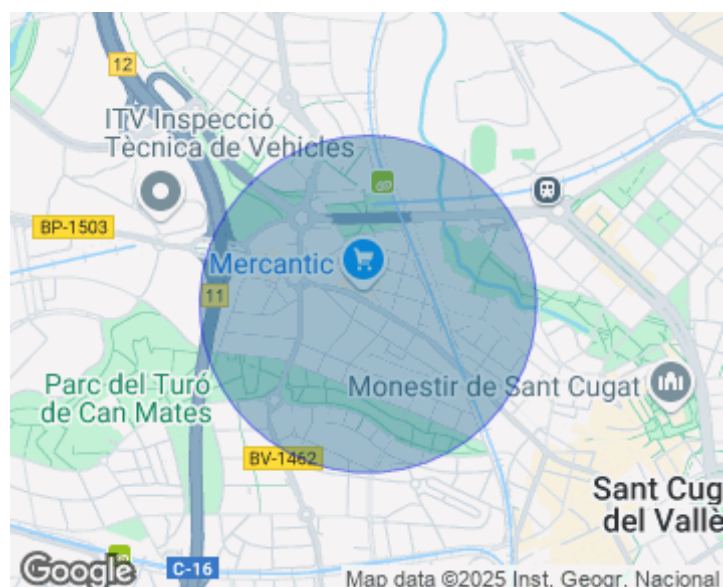 12
ITV Inspecció
Tècnica de Vehicles
BP-1503
Mercantic
11
Parc del Turó
de Can Mates
Monestir de Sant Cugat
BV-1462
Sant Cug
del Vallè
Google
C-16
Map data ©2025 Inst. Geogr. Nacional